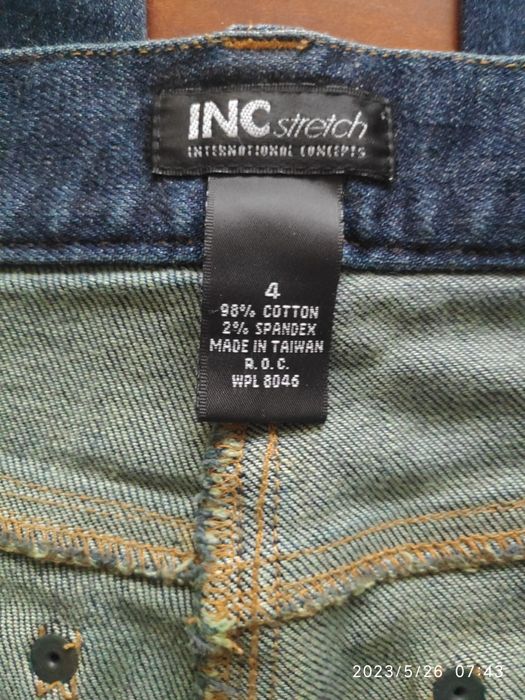 INC stretch
INTERNATIONAL CONCEPTS
4
98% COTTON
2% SPANDEX
MADE IN TAIWAN
R.O.C.
WPL 8046
2023/5/26 07:43